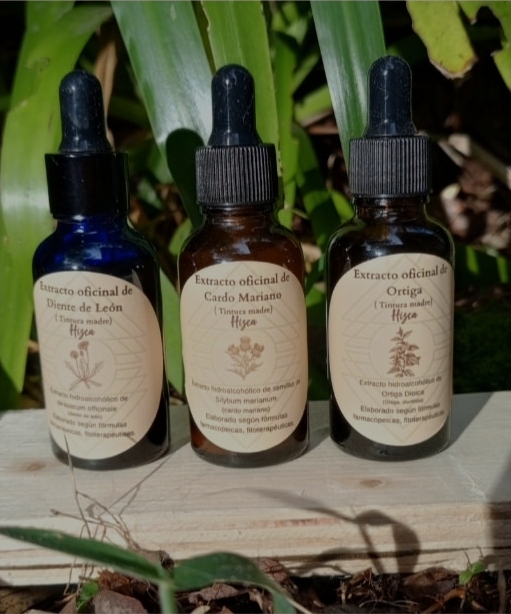 Extracto oficinal de
Diente de León
( Tintura madre)
Hisca
Extracto hidroalcohólico de
officinale
(diente de león)
Elaborado según fórmulas
farmacopeicas, fitoterapéuticas,
Extracto oficinal de
Cardo Mariano
( Tintura madre)
Hisca
Extracto hidroalcohólico de semillas de
Silybum marianum,
(cardo mariano)
Elaborado según fórmulas
farmacopeicas, fitoterapéuticas,
Extracto oficinal de
Ortiga
( Tintura madre)
Hisca
Extracto hidroalcohólico de
Ortiga Dioica
Elaborado según fórmulas
farmacopeicas, fitoterapéuticas,